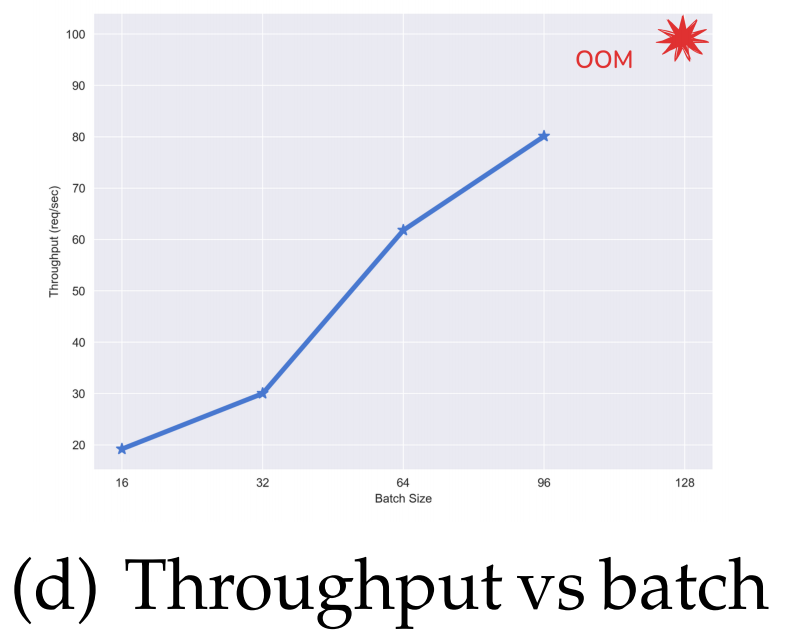 100
OOM
90
80
70
60
50
40
30
20
Throughput (req/sec)
16 32 64 96 128
Batch Size
(d) Throughput vs batch